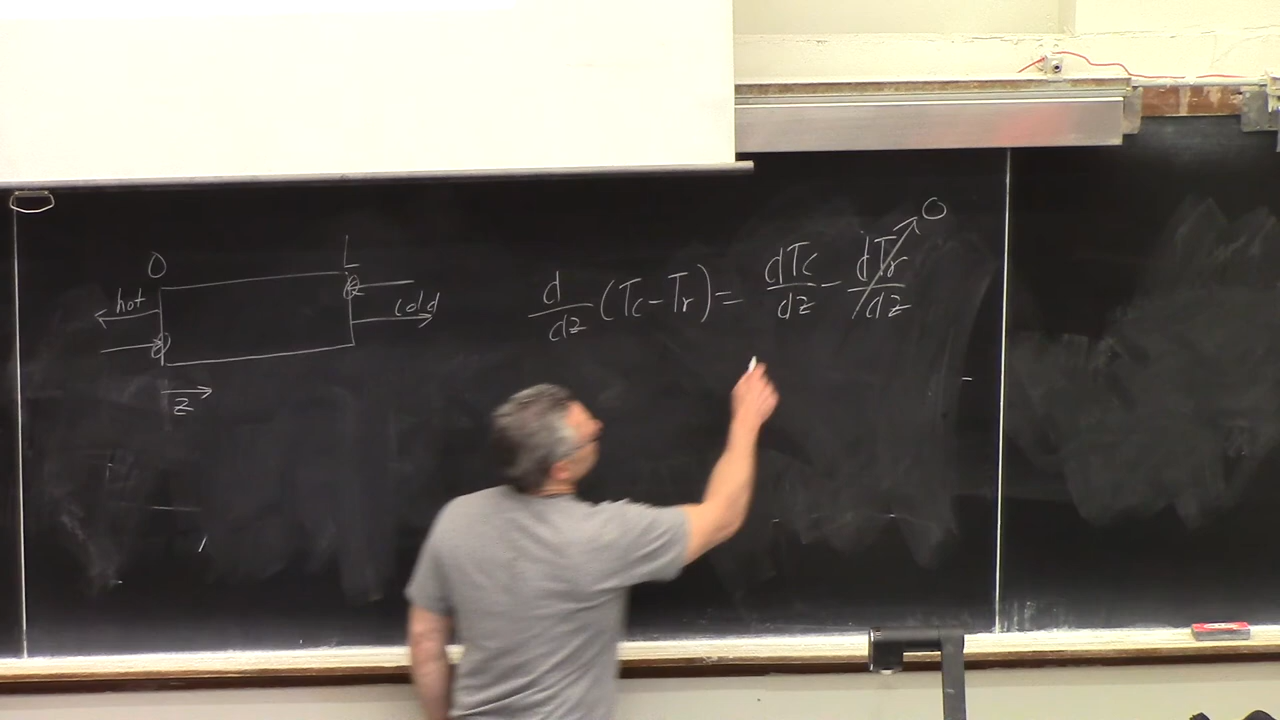 0 L
hot cold
z
d/dz (Tc - Tr) = dTc/dz - dTr/dz 0